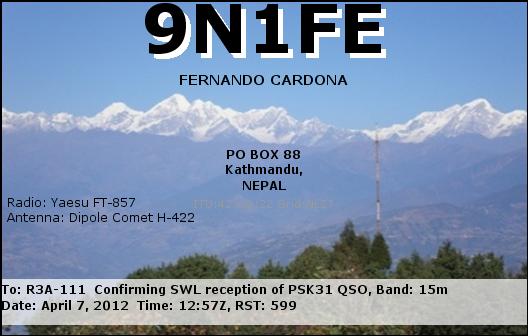 9N1FE
FERNANDO CARDONA
PO BOX 88
Kathmandu,
NEPAL
Radio: Yaesu FT-857
Antenna: Dipole Comet H-422
To: R3A-111 Confirming SWL reception of PSK31 QSO, Band: 15m
Date: April 7, 2012 Time: 12:57Z, RST: 599